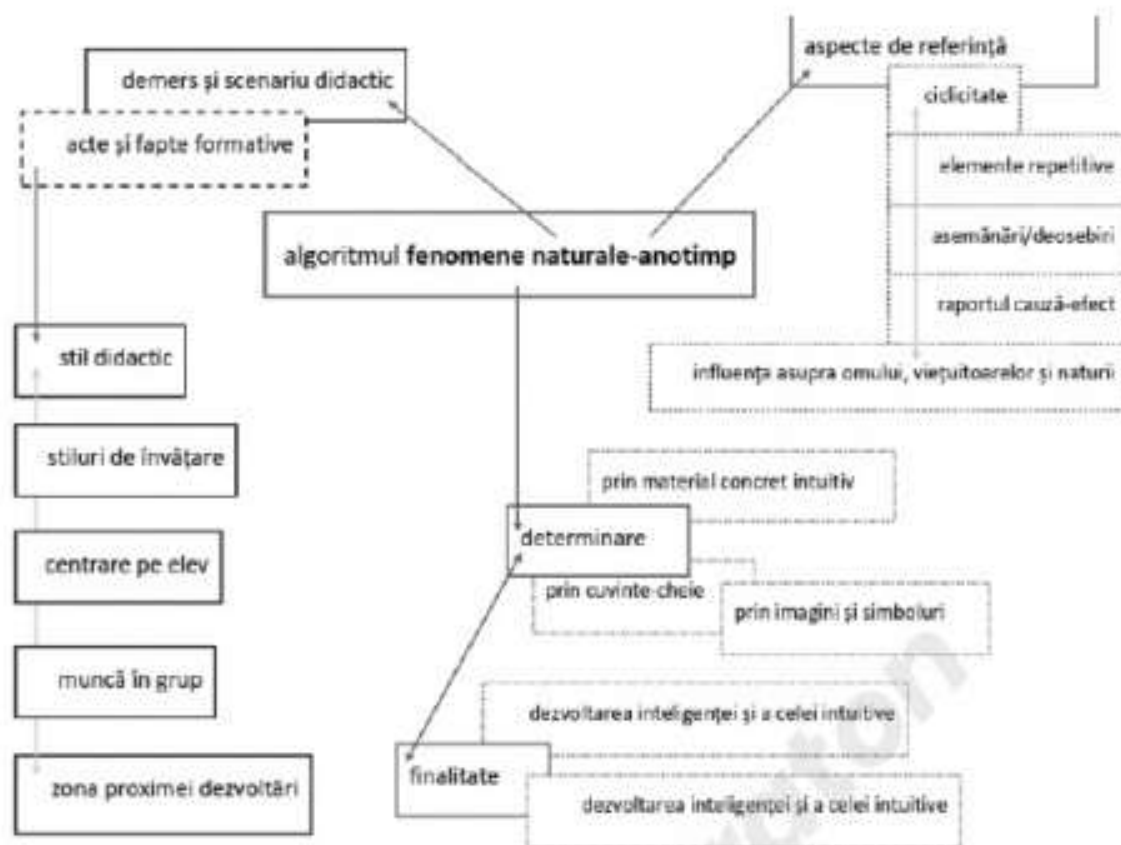 aspecte de referință
demers și scenariu didactic
ciclicitate
acte și fapte formative
elemente repetitive
algoritmul fenomene naturale-anotimp
asemănări/deosebiri
raportul cauză-efect
stil didactic
influența asupra omului, viețuitoarelor și naturii
stiluri de învățare
prin material concret intuitiv
determinare
centrare pe elev
prin cuvinte-cheie
prin imagini și simboluri
muncă în grup
dezvoltarea inteligenței și a celei intuitive
finalitate
zona proximei dezvoltări
dezvoltarea inteligenței și a celei intuitive